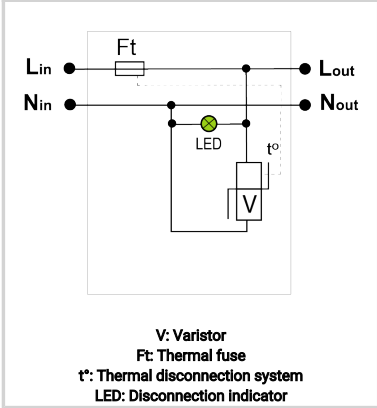 Ft
Lin Lout
Nin Nout
LED
t°
V
V: Varistor
Ft: Thermal fuse
t°: Thermal disconnection system
LED: Disconnection indicator